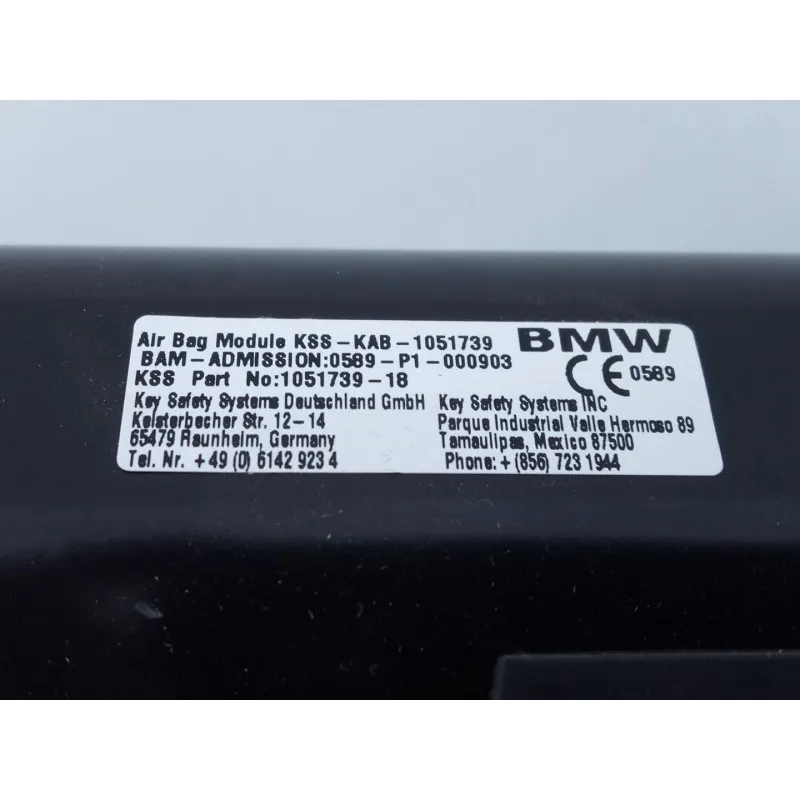 Air Bag Module KSS-KAB-1051739 BMW
BAM-ADMISSION:0589-P1-000903
KSS Part No:1051739-18 CE 0589
Key Safety Systems Deutschland GmbH
Kelsterbecher Str. 12-14
65479 Raunheim, Germany
Tel. Nr. +49 (0) 6142 923 4
Key Safety Systems INC
Parque Industrial Valle Hermoso 89
Tamaulipas, Mexico 87500
Phone: + (856) 723 1944